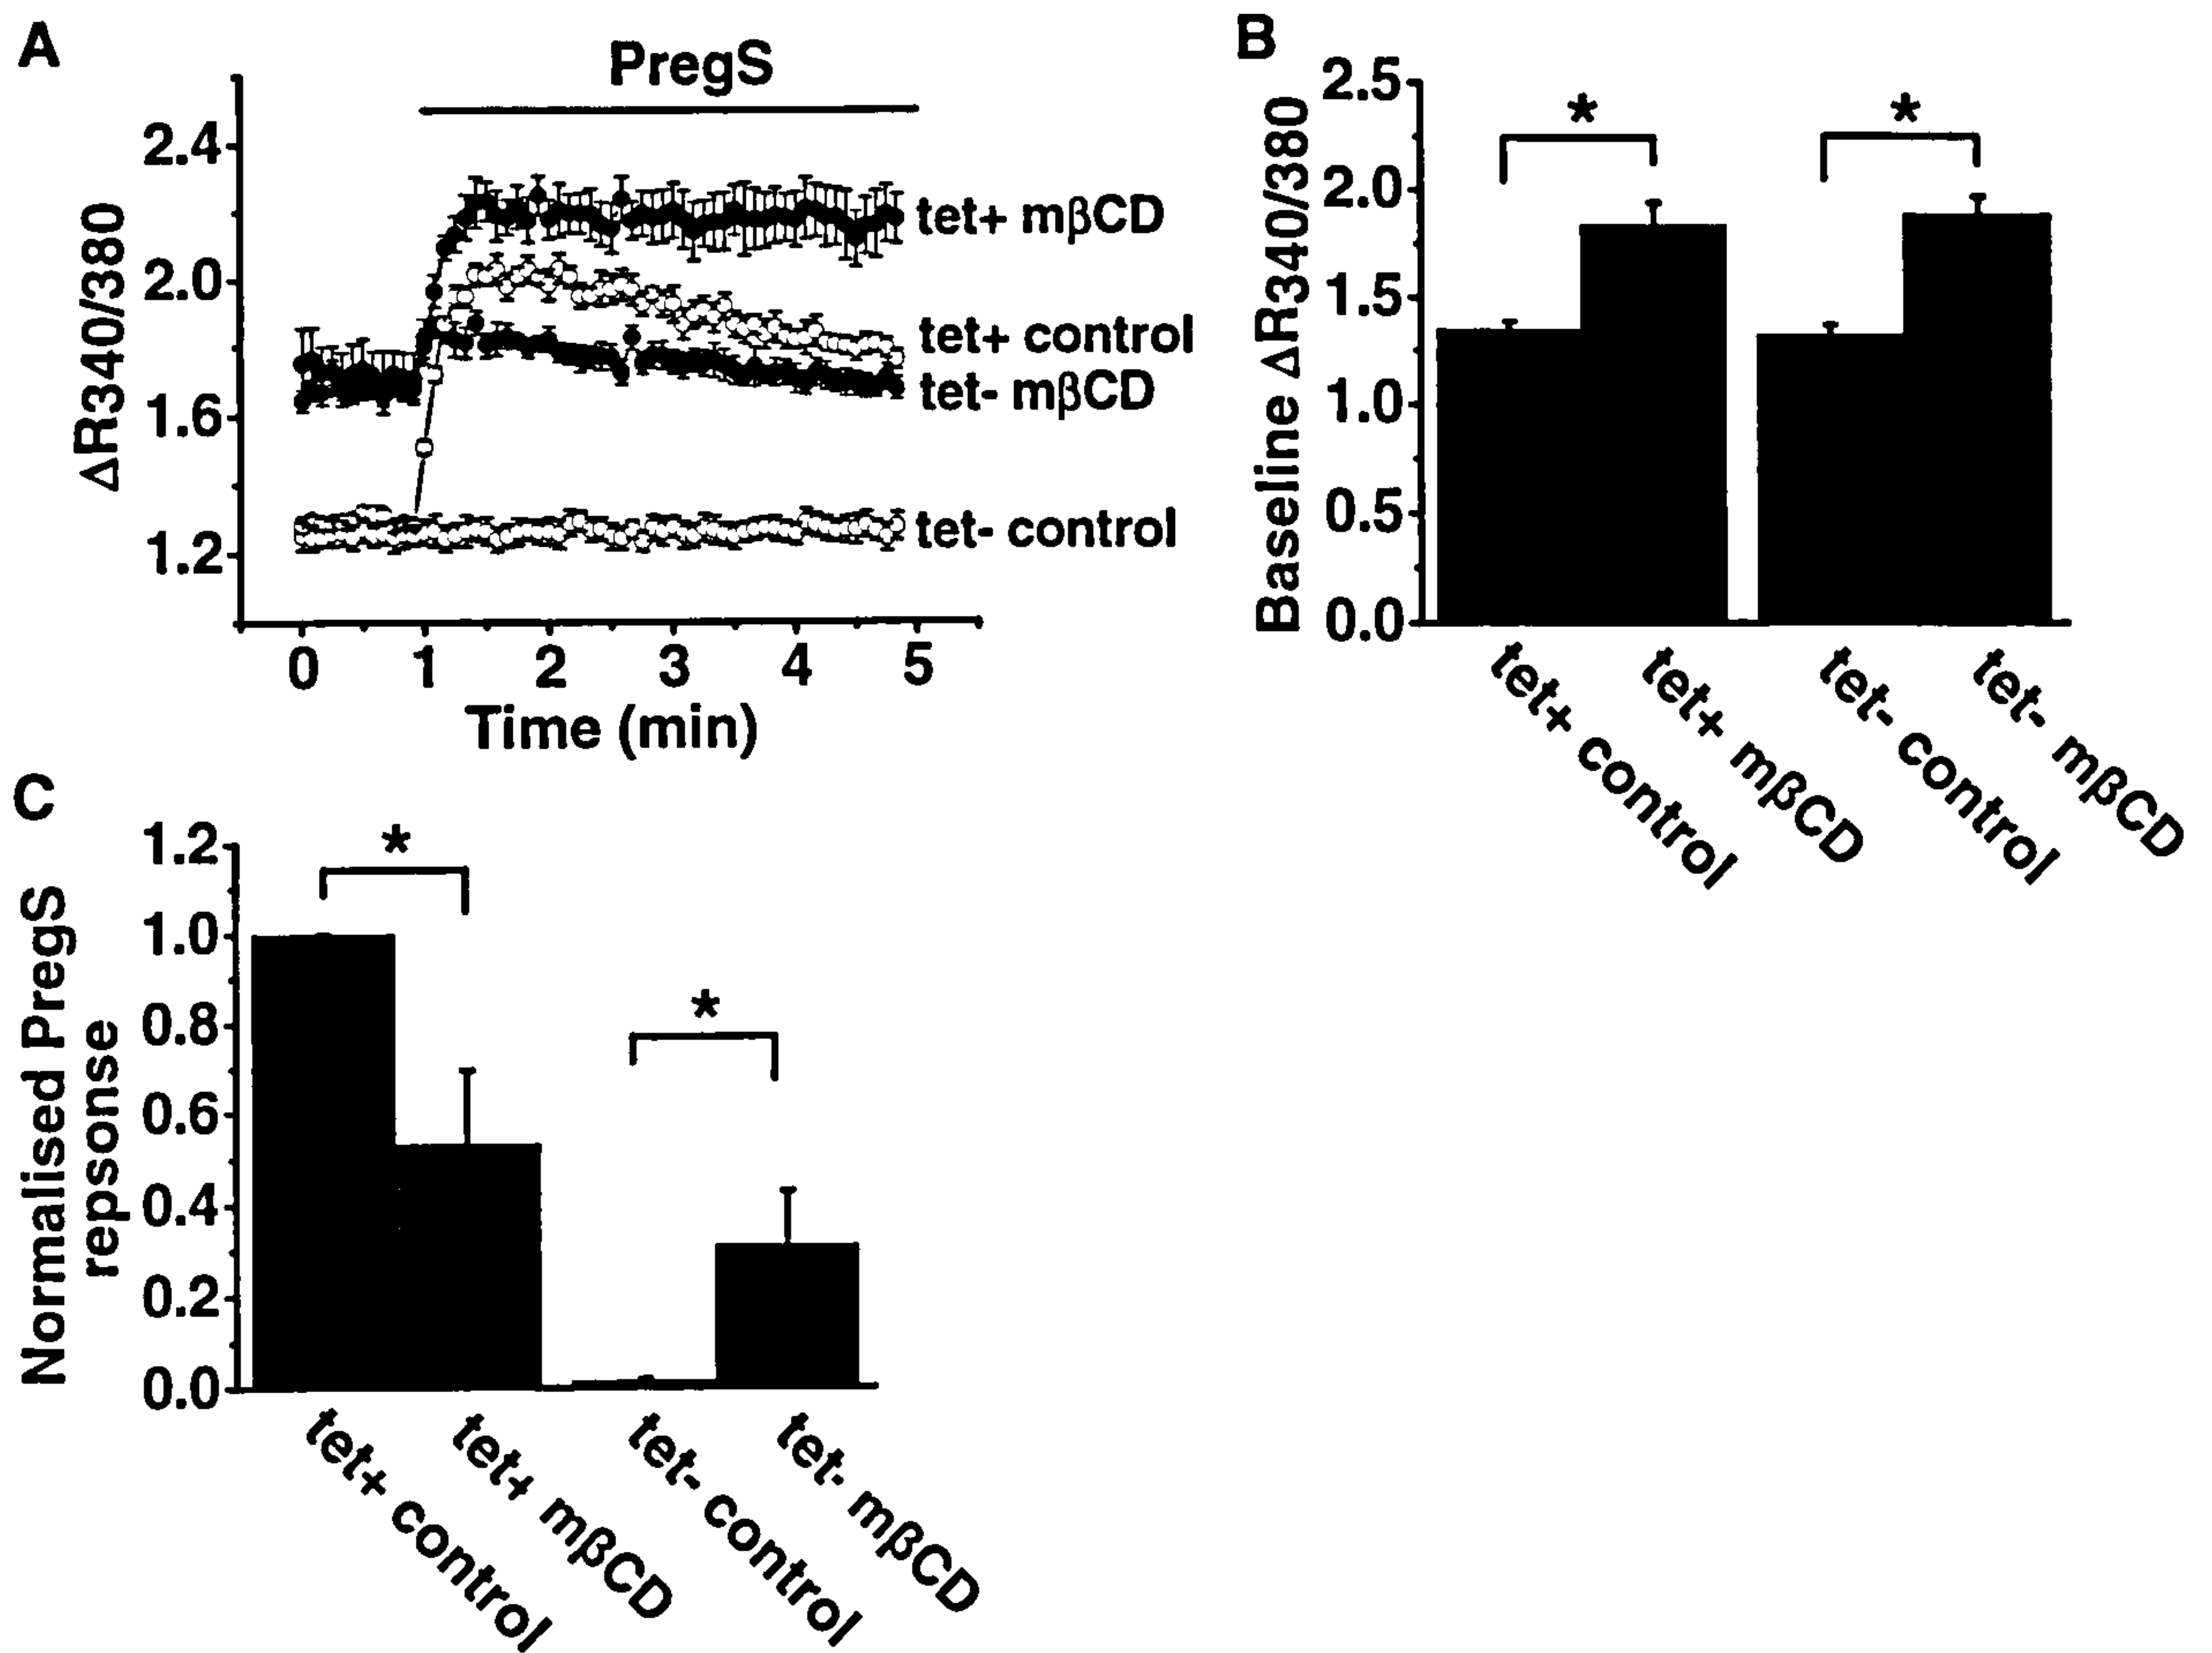 A
PregS
ΔR340/380
2.4
2.0
1.6
1.2
tet+ mβCD
tet+ control
tet- mβCD
tet- control
0 1 2 3 4 5
Time (min)
B
Baseline ΔR340/380
2.5
2.0
1.5
1.0
0.5
0.0
*
*
tet+ control
tet+ mβCD
tet- control
tet- mβCD
C
Normalised PregS
repsonse
1.2
1.0
0.8
0.6
0.4
0.2
0.0
*
*
tet+ control
tet+ mβCD
tet- control
tet- mβCD